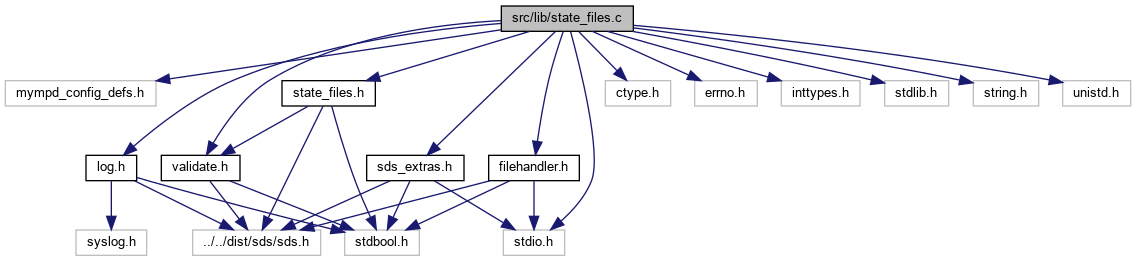 src/lib/state_files.c
mympd_config_defs.h
state_files.h
ctype.h
errno.h
inttypes.h
stdlib.h
string.h
unistd.h
log.h
validate.h
sds_extras.h
filehandler.h
syslog.h
../../dist/sds/sds.h
stdbool.h
stdio.h